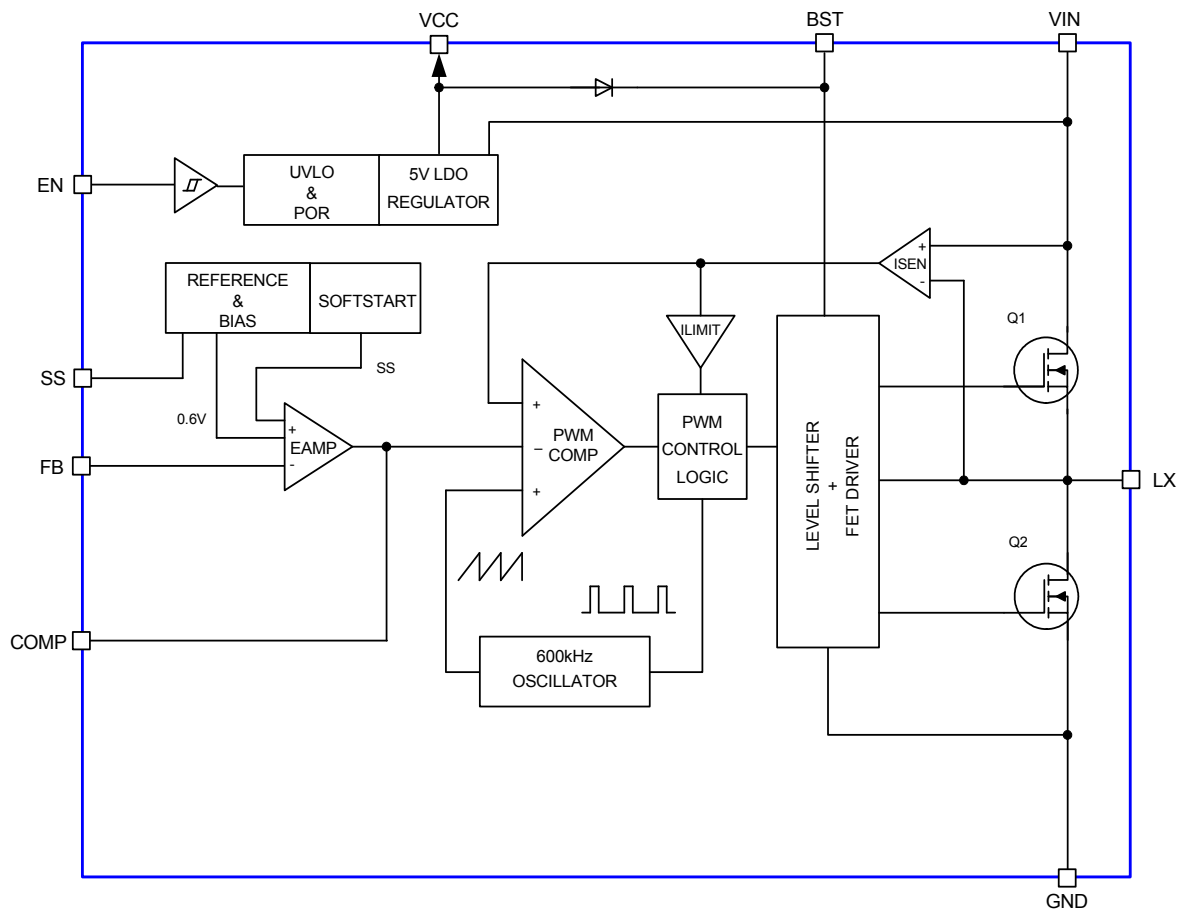 VCC
BST
VIN
EN
UVLO
&
POR
5V LDO
REGULATOR
REFERENCE
&
BIAS
SOFTSTART
+
ISEN
-
ILIMIT
Q1
SS
SS
0.6V
+
EAMP
-
FB
+
–
PWM
COMP
+
PWM
CONTROL
LOGIC
LEVEL SHIFTER
+
FET DRIVER
LX
Q2
COMP
600kHz
OSCILLATOR
GND